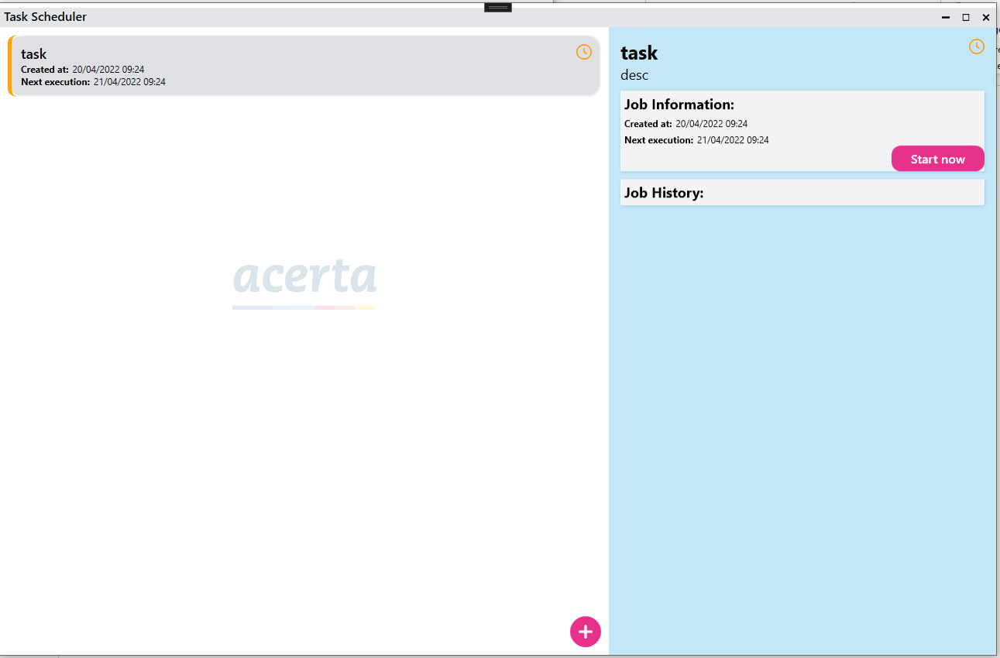 Task Scheduler
task
Created at: 20/04/2022 09:24
Next execution: 21/04/2022 09:24
acerta
task
desc
Job Information:
Created at: 20/04/2022 09:24
Next execution: 21/04/2022 09:24
Start now
Job History: